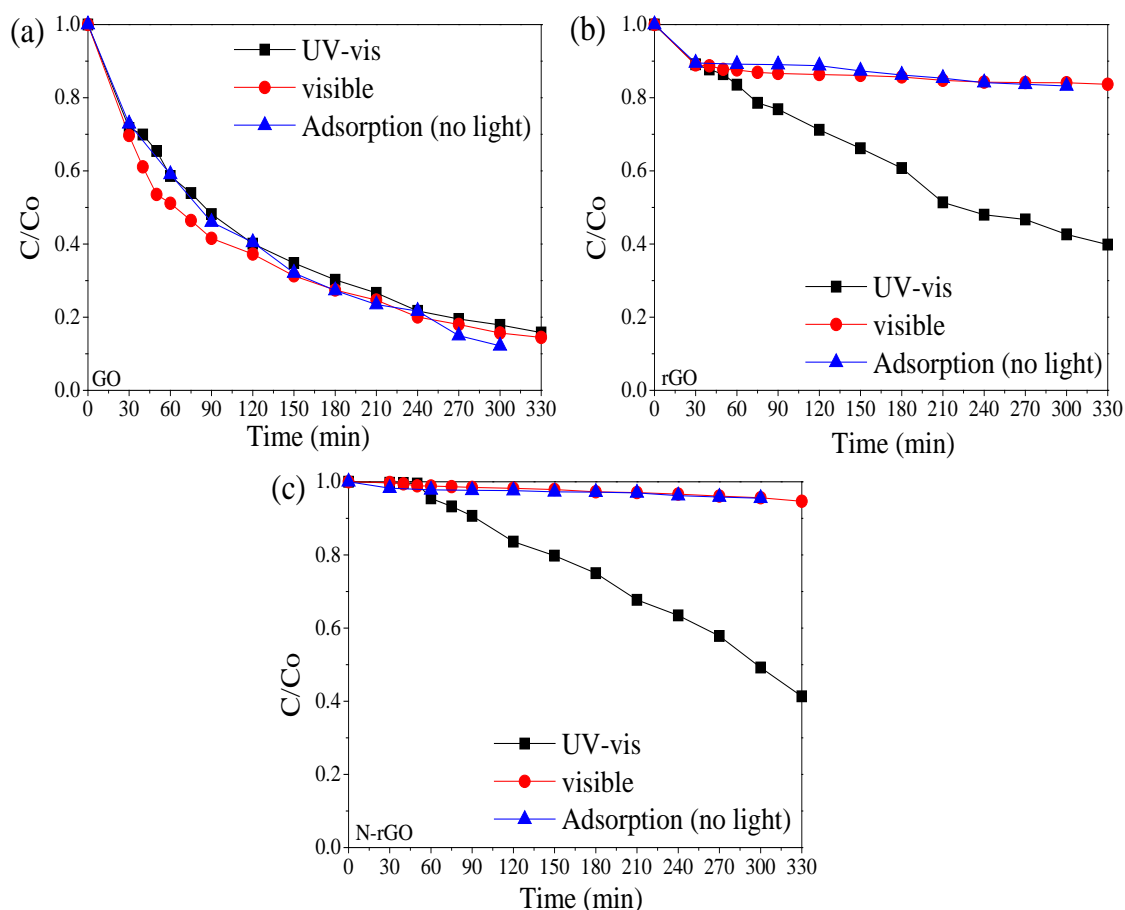 (a)
1.0
0.8
0.6
0.4
0.2
0.0
C/Co
UV-vis
visible
Adsorption (no light)
GO
0 30 60 90 120 150 180 210 240 270 300 330
Time (min)
(b)
1.0
0.8
0.6
0.4
0.2
0.0
C/Co
UV-vis
visible
Adsorption (no light)
rGO
0 30 60 90 120 150 180 210 240 270 300 330
Time (min)
(c)
1.0
0.8
0.6
0.4
0.2
0.0
C/Co
UV-vis
visible
Adsorption (no light)
N-rGO
0 30 60 90 120 150 180 210 240 270 300 330
Time (min)